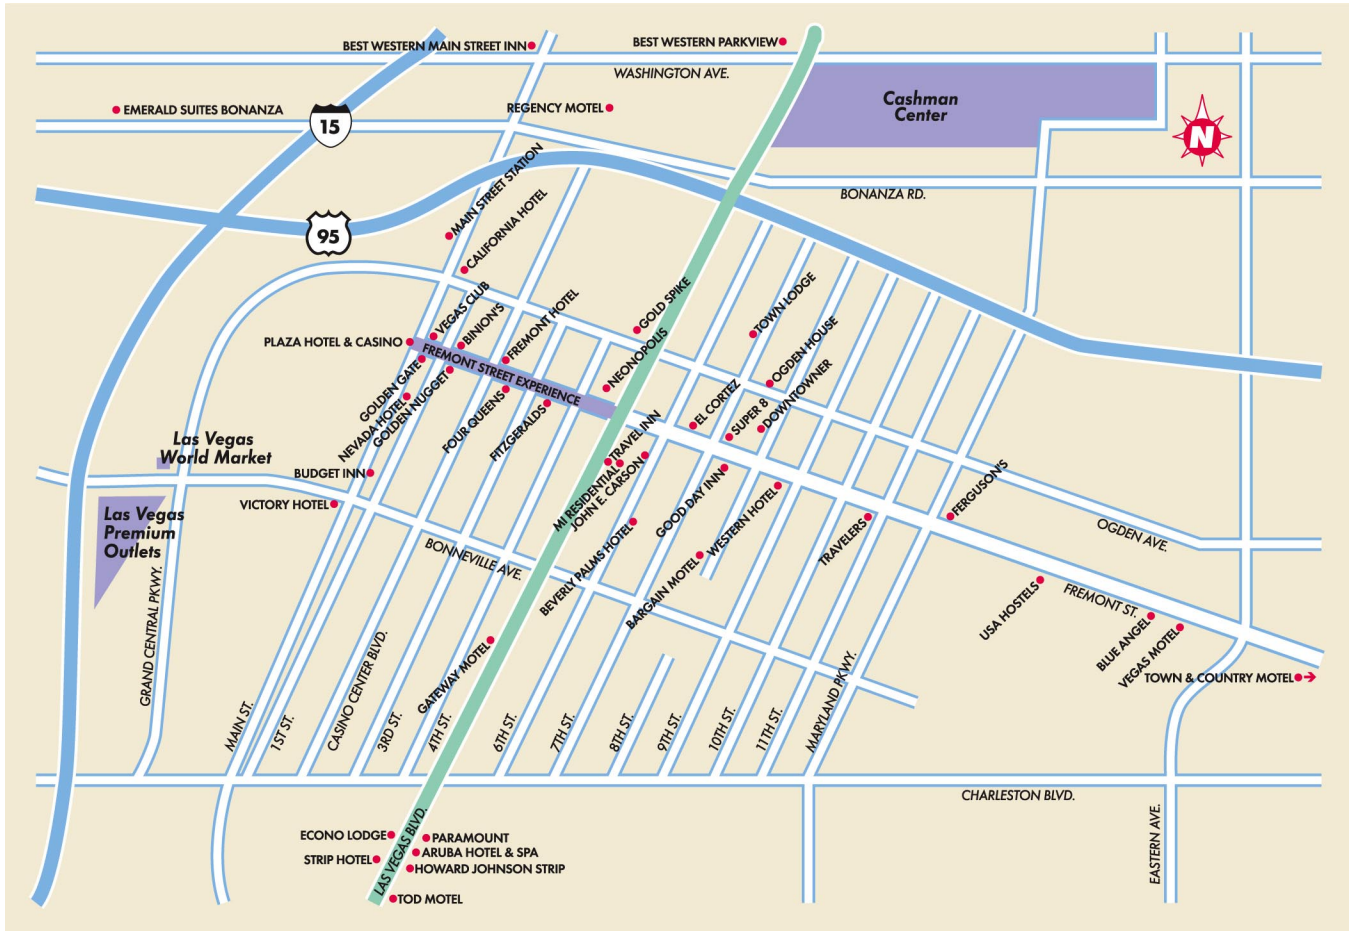 BEST WESTERN MAIN STREET INN
BEST WESTERN PARKVIEW
WASHINGTON AVE.
EMERALD SUITES BONANZA
15
REGENCY MOTEL
Cashman
Center
N
BONANZA RD.
95
MAIN STREET STATION
CALIFORNIA HOTEL
VEGAS CLUB
BINION'S
FREMONT HOTEL
GOLD SPIKE
TOWN LODGE
PLAZA HOTEL & CASINO
FREMONT STREET EXPERIENCE
NEONOPOLIS
OGDEN HOUSE
GOLDEN GATE
NEVADA HOTEL
GOLDEN NUGGET
FOUR QUEENS
FITZGERALDS
EL CORTEZ
SUPER 8
DOWNTOWNER
Las Vegas
World Market
BUDGET INN
VICTORY HOTEL
TRAVEL INN
MI RESIDENTIAL
JOHN E. CARSON
GOOD DAY INN
WESTERN HOTEL
TRAVELERS
FERGUSON'S
OGDEN AVE.
Las Vegas
Premium
Outlets
BONNEVILLE AVE.
BEVERLY PALMS HOTEL
BARGAIN MOTEL
USA HOSTELS
FREMONT ST.
BLUE ANGEL
VEGAS MOTEL
TOWN & COUNTRY MOTEL
GRAND CENTRAL PKWY.
GATEWAY MOTEL
MAIN ST.
1ST ST.
CASINO CENTER BLVD.
3RD ST.
4TH ST.
6TH ST.
7TH ST.
8TH ST.
9TH ST.
10TH ST.
11TH ST.
MARYLAND PKWY.
CHARLESTON BLVD.
EASTERN AVE.
LAS VEGAS BLVD.
ECONO LODGE
PARAMOUNT
STRIP HOTEL
ARUBA HOTEL & SPA
HOWARD JOHNSON STRIP
TOD MOTEL